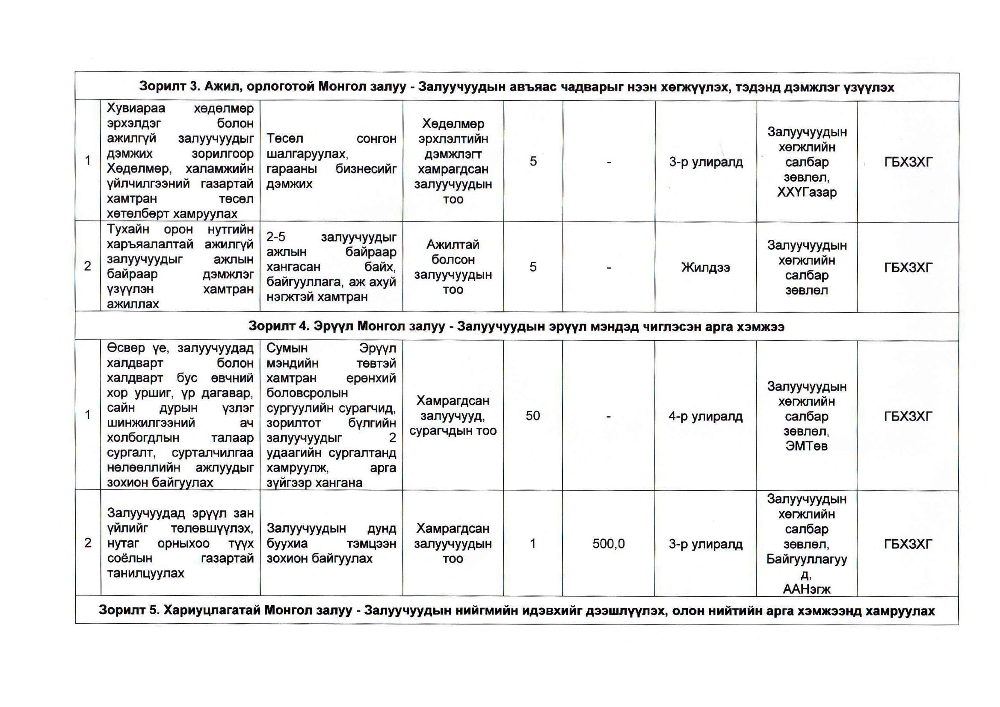 Зорилт 3. Ажил, орлоготой Монгол залуу - Залуучуудын авъяас чадварыг нээн хөгжүүлэх, тэдэнд дэмжлэг үзүүлэх
1
Хувиараа хөдөлмөр
эрхэлдэг болон
ажилгүй залуучуудыг
дэмжих зорилгоор
Хөдөлмөр, халамжийн
үйлчилгээний газартай
хамтран төсөл
хөтөлбөрт хамруулах
Төсөл сонгон
шалгаруулах,
гарааны бизнесийг
дэмжих
Хөдөлмөр
эрхлэлтийн
дэмжлэгт
хамрагдсан
залуучуудын
тоо
5
-
3-р улиралд
Залуучуудын
хөгжлийн
салбар
зөвлөл,
ХХҮГазар
ГБХЗХГ
2
Тухайн орон нутгийн
харъяалалтай ажилгүй
залуучуудыг ажлын
байраар дэмжлэг
үзүүлэн хамтран
ажиллах
2-5 залуучуудыг
ажлын байраар
хангасан байх,
байгууллага, аж ахуй
нэгжтэй хамтран
Ажилтай
болсон
залуучуудын
тоо
5
-
Жилдээ
Залуучуудын
хөгжлийн
салбар
зөвлөл
ГБХЗХГ
Зорилт 4. Эрүүл Монгол залуу - Залуучуудын эрүүл мэндэд чиглэсэн арга хэмжээ
1
Өсвөр үе, залуучуудад
халдварт болон
халдварт бус өвчний
хор уршиг, үр дагавар,
сайн дурын үзлэг
шинжилгээний ач
холбогдлын талаар
сургалт, сурталчилгаа
нөлөөллийн ажлуудыг
зохион байгуулах
Сумын Эрүүл
мэндийн төвтэй
хамтран ерөнхий
боловсролын
сургуулийн сурагчид,
зорилтот бүлгийн
залуучуудыг 2
удаагийн сургалтанд
хамруулж, арга
зүйгээр хангана
Хамрагдсан
залуучууд,
сурагчдын тоо
50
-
4-р улиралд
Залуучуудын
хөгжлийн
салбар
зөвлөл,
ЭМТөв
ГБХЗХГ
2
Залуучуудад эрүүл зан
үйлийг төлөвшүүлэх,
нутаг орныхоо түүх
соёлын газартай
танилцуулах
Залуучуудын дунд
буухиа тэмцээн
зохион байгуулах
Хамрагдсан
залуучуудын
тоо
1
500,0
3-р улиралд
Залуучуудын
хөгжлийн
салбар
зөвлөл,
Байгууллагуу
д,
ААНэгж
ГБХЗХГ
Зорилт 5. Хариуцлагатай Монгол залуу - Залуучуудын нийгмийн идэвхийг дээшлүүлэх, олон нийтийн арга хэмжээнд хамруулах